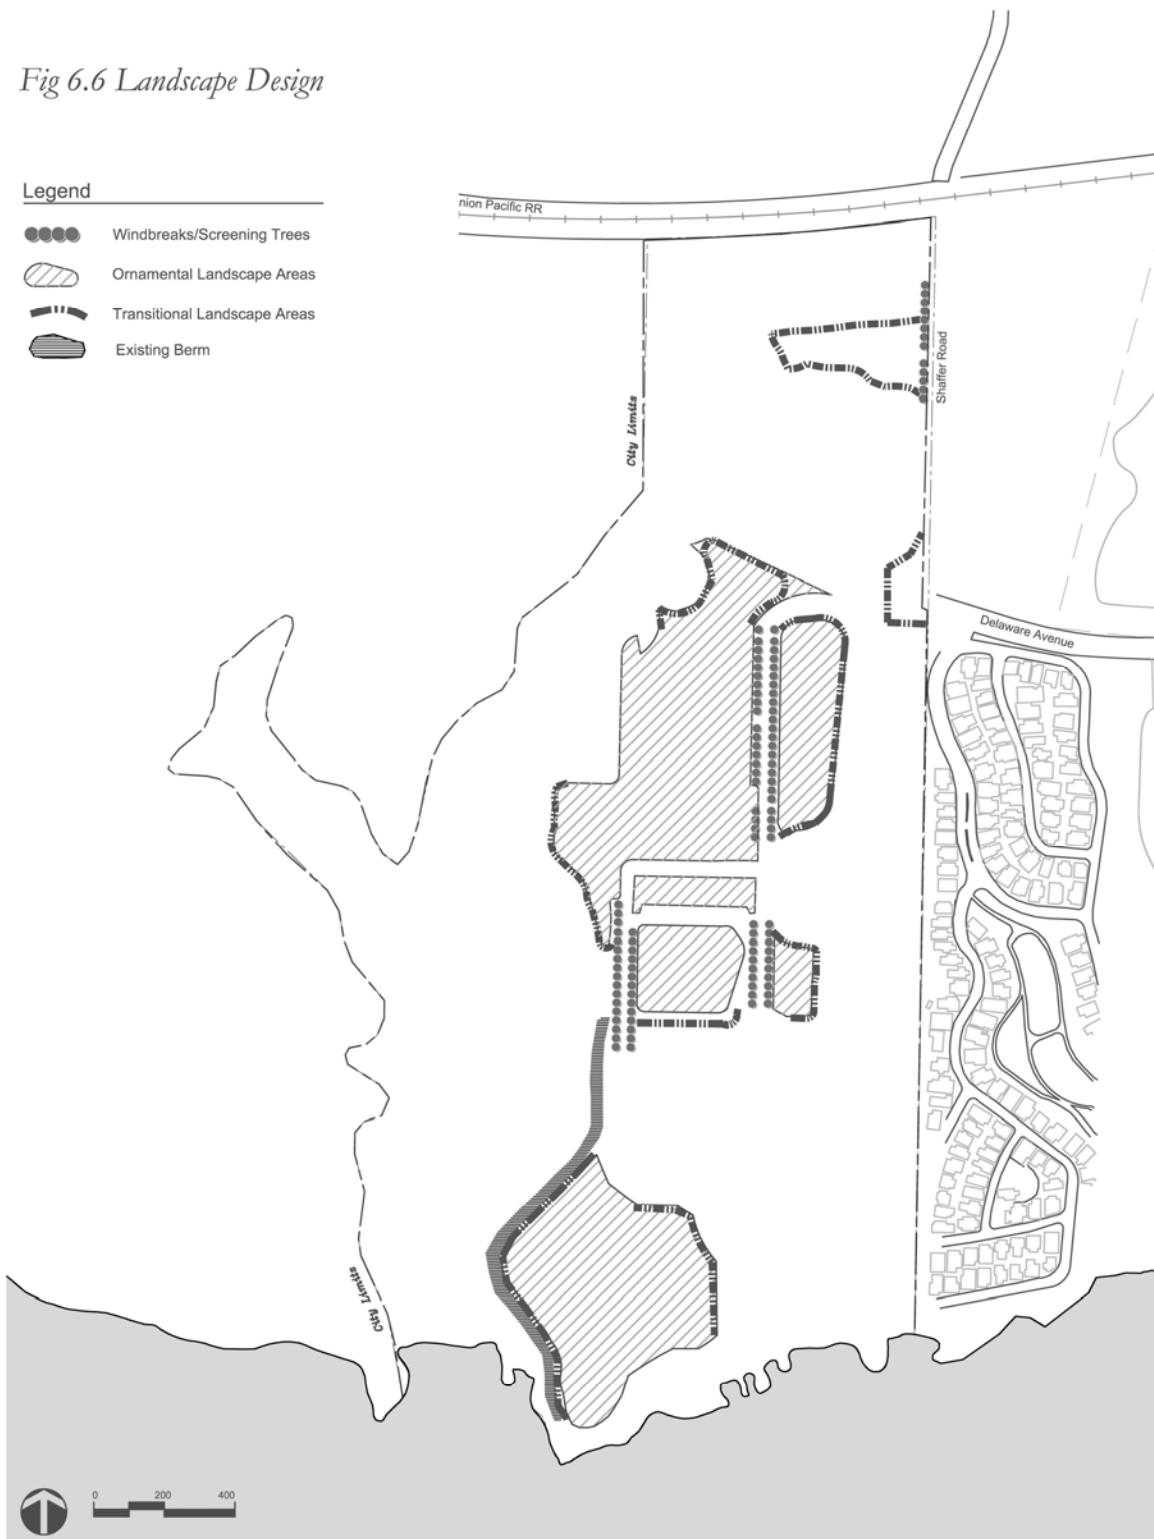 Fig 6.6 Landscape Design
Legend
Windbreaks/Screening Trees
Ornamental Landscape Areas
Transitional Landscape Areas
Existing Berm
nion Pacific RR
Shaffer Road
City Limits
Delaware Avenue
City Limits
0 200 400